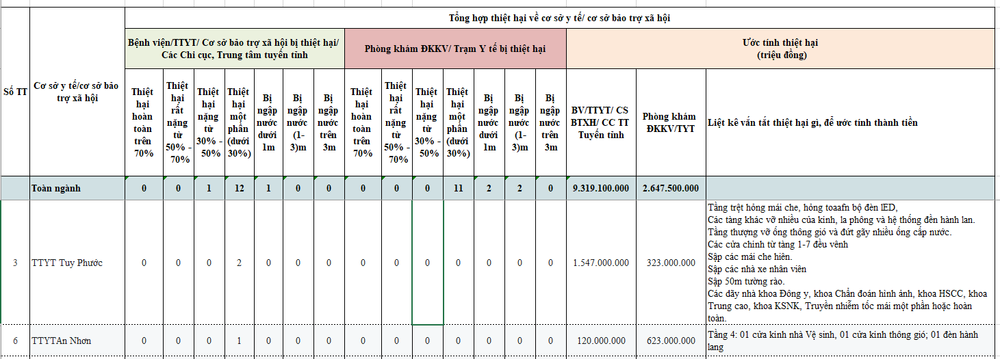 Tổng hợp thiệt hại về cơ sở y tế/ cơ sở bảo trợ xã hội
Bệnh viện/TTYT/ Cơ sở bảo trợ xã hội bị thiệt hại/
Các Chi cục, Trung tâm tuyến tỉnh
Phòng khám ĐKKV/ Trạm Y tế bị thiệt hại
Ước tính thiệt hại
(triệu đồng)
Số TT
Cơ sở y tế/cơ sở bảo
trợ xã hội
Thiệt
hại
hoàn
toàn
trên
70%
Thiệt
hại
rất
nặng
từ
50% -
70%
Thiệt
hại
nặng
từ
30% -
50%
Thiệt
hại
một
phần
(dưới
30%)
Bị
ngập
nước
dưới
1m
Bị
ngập
nước
(1-
3)m
Bị
ngập
nước
trên
3m
Thiệt
hại
hoàn
toàn
trên
70%
Thiệt
hại
rất
nặng
từ
50% -
70%
Thiệt
hại
nặng
từ
30% -
50%
Thiệt
hại
một
phần
(dưới
30%)
Bị
ngập
nước
dưới
1m
Bị
ngập
nước
(1-
3)m
Bị
ngập
nước
trên
3m
BV/TTYT/ CS
BTXH/ CC TT
Tuyến tỉnh
Phòng khám
ĐKKV/TYT
Liệt kê vắn tắt thiệt hại gì, để ước tính thành tiền
Toàn ngành 0 0 1 12 1 0 0 0 0 0 11 2 2 0 9.319.100.000 2.647.500.000
3 TTYT Tuy Phước 0 0 0 2 0 0 0 0 0 0 0 0 0 0 1.547.000.000 323.000.000
Tầng trệt hỏng mái che, hỏng toaafn bộ đèn lED,
Các tàng khác vỡ nhiều của kính, la phông và hệ thống đền hành lan.
Tầng thượng vỡ ống thông gió và đứt gãy nhiều ống cấp nước.
Các cửa chinh từ tàng 1-7 đều vênh
Sập các mái che hiên.
Sập các nhà xe nhân viên
Sập 50m tường rào.
Các dãy nhà khoa Đông y, khoa Chẩn đoán hình ảnh, khoa HSCC, khoa
Trung cao, khoa KSNK, Truyền nhiễm tốc mái một phần hoặc hoàn
toàn.
6 TTYTAn Nhơn 0 0 0 1 0 0 0 0 0 0 0 0 0 0 120.000.000 623.000.000
Tầng 4: 01 cửa kinh nhà Vệ sinh, 01 cửa kinh thông gió; 01 đèn hành
lang